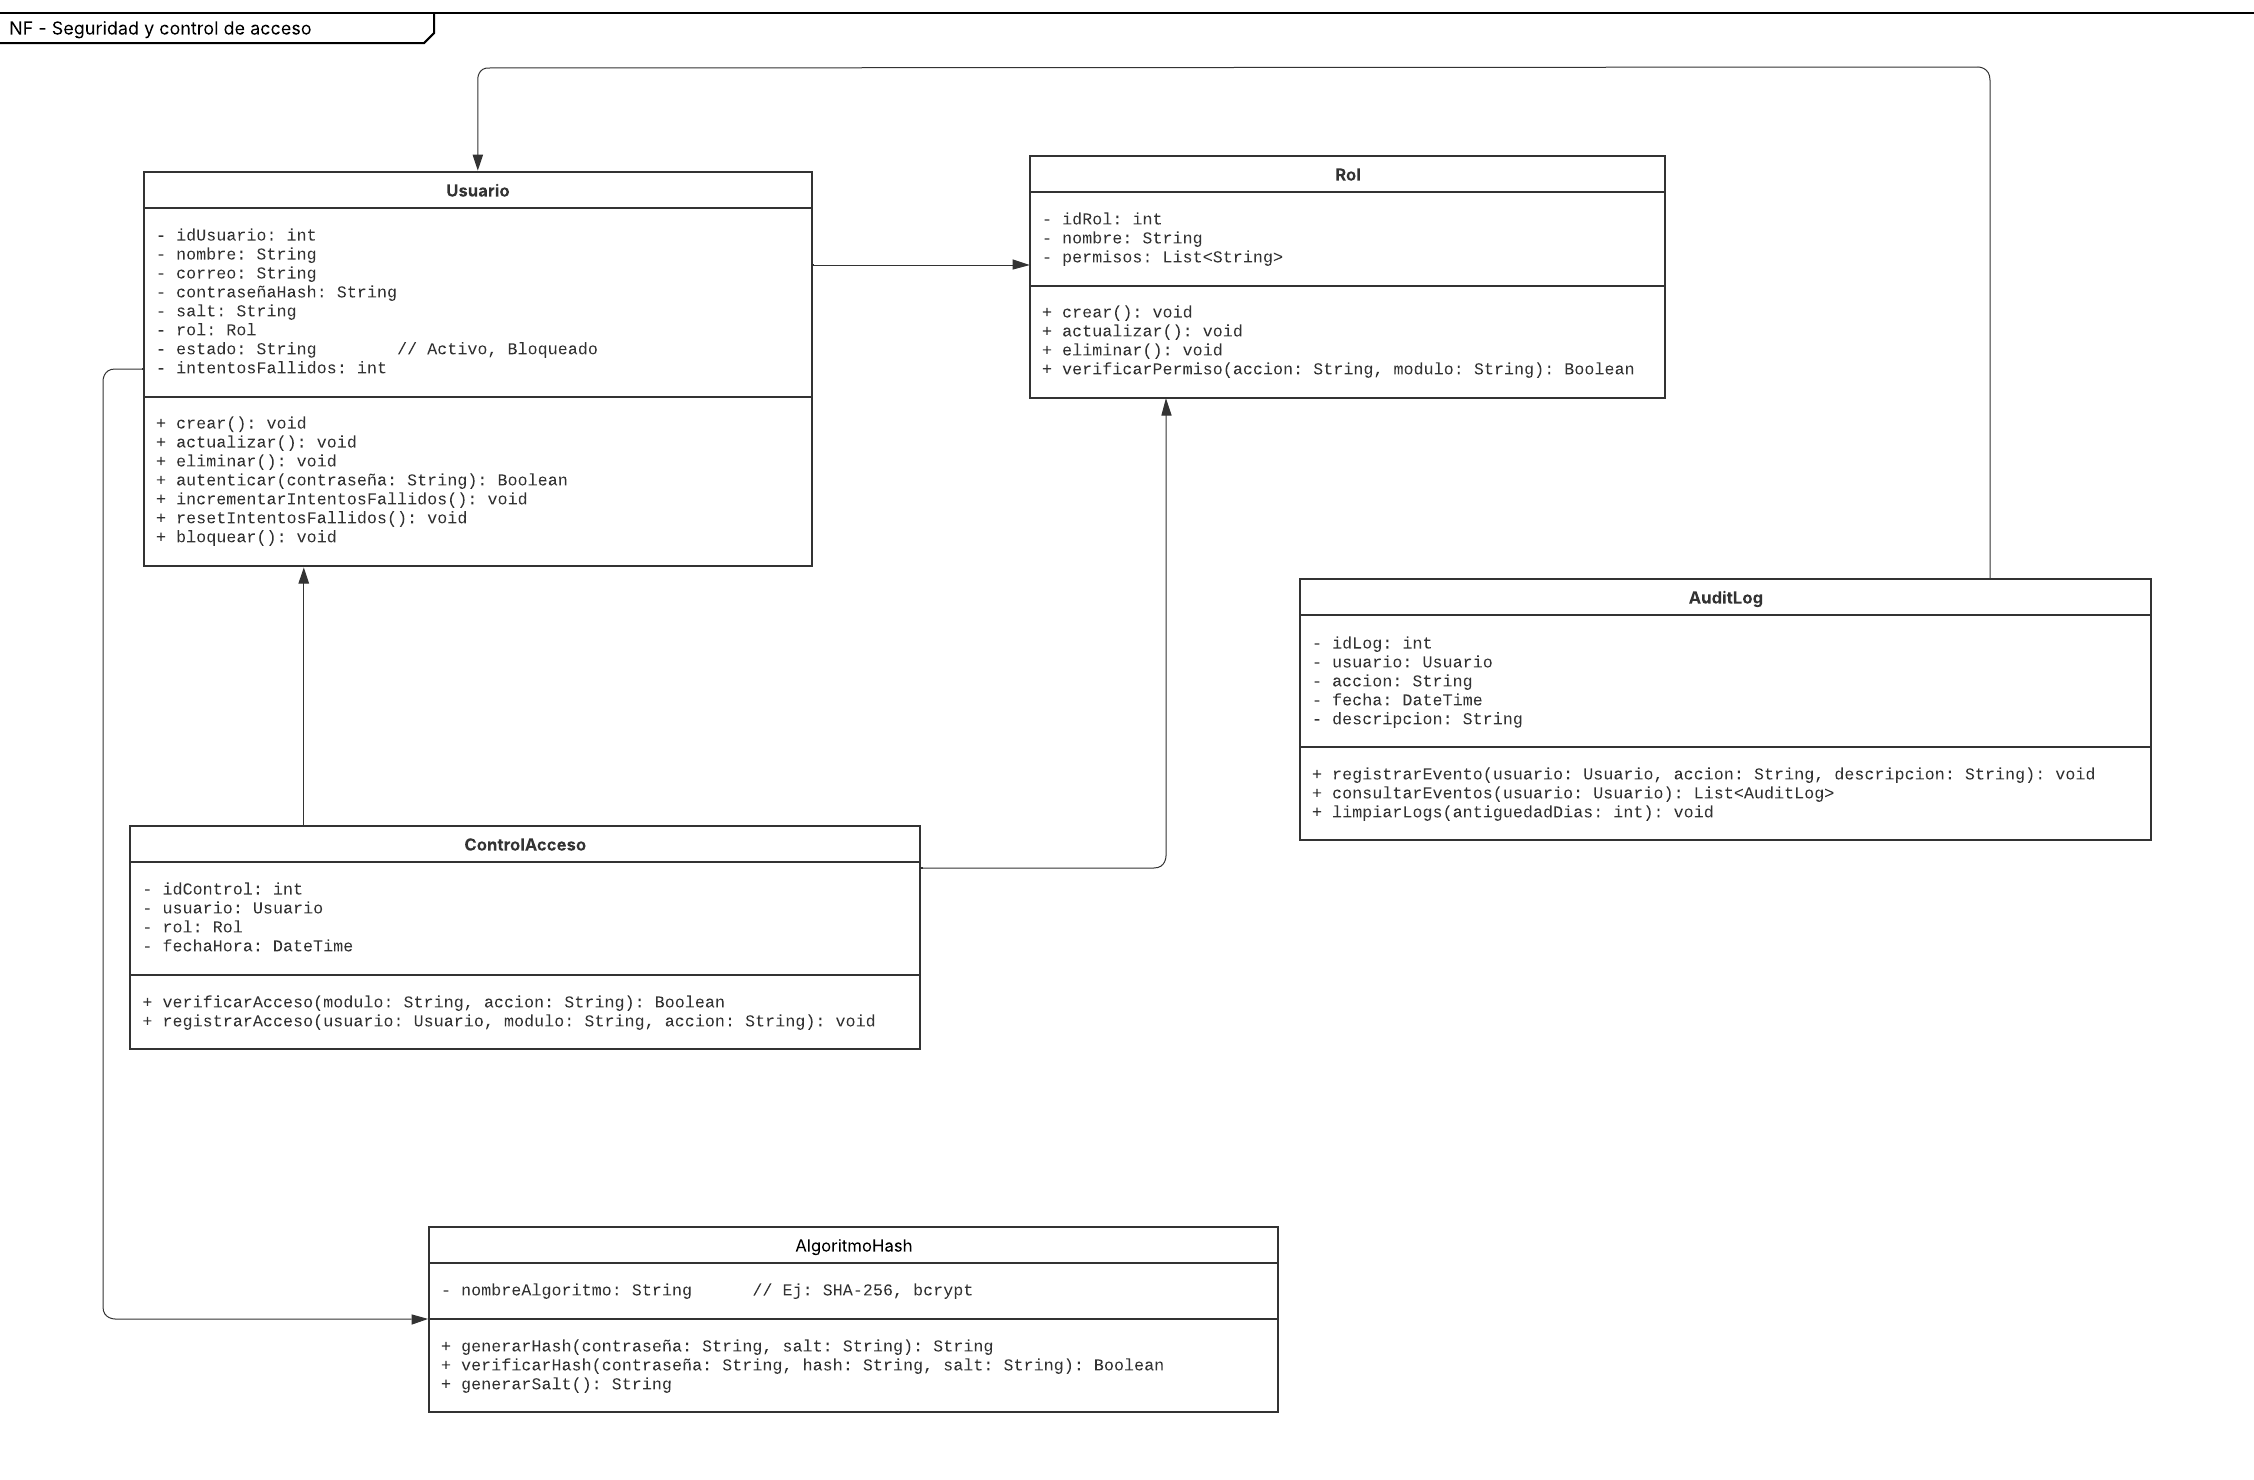 NF - Seguridad y control de acceso
Usuario
- idUsuario: int
- nombre: String
- correo: String
- contraseñaHash: String
- salt: String
- rol: Rol
- estado: String        // Activo, Bloqueado
- intentosFallidos: int
+ crear(): void
+ actualizar(): void
+ eliminar(): void
+ autenticar(contraseña: String): Boolean
+ incrementarIntentosFallidos(): void
+ resetIntentosFallidos(): void
+ bloquear(): void
Rol
- idRol: int
- nombre: String
- permisos: List<String>
+ crear(): void
+ actualizar(): void
+ eliminar(): void
+ verificarPermiso(accion: String, modulo: String): Boolean
AuditLog
- idLog: int
- usuario: Usuario
- accion: String
- fecha: DateTime
- descripcion: String
+ registrarEvento(usuario: Usuario, accion: String, descripcion: String): void
+ consultarEventos(usuario: Usuario): List<AuditLog>
+ limpiarLogs(antiguedadDias: int): void
ControlAcceso
- idControl: int
- usuario: Usuario
- rol: Rol
- fechaHora: DateTime
+ verificarAcceso(modulo: String, accion: String): Boolean
+ registrarAcceso(usuario: Usuario, modulo: String, accion: String): void
AlgoritmoHash
- nombreAlgoritmo: String      // Ej: SHA-256, bcrypt
+ generarHash(contraseña: String, salt: String): String
+ verificarHash(contraseña: String, hash: String, salt: String): Boolean
+ generarSalt(): String